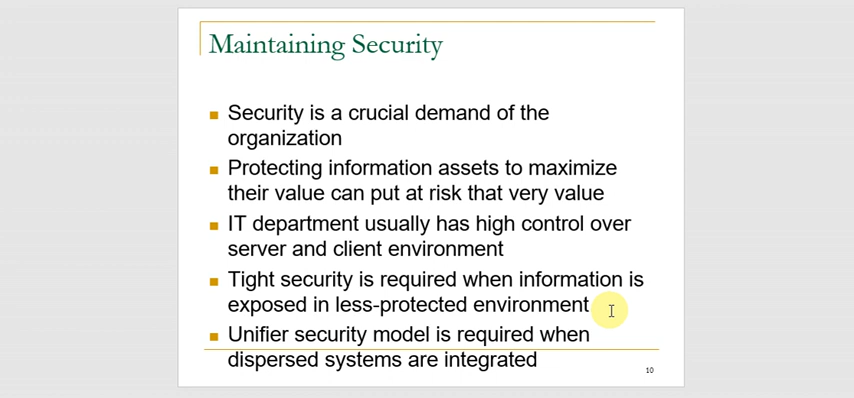 Maintaining Security
Security is a crucial demand of the
organization
Protecting information assets to maximize
their value can put at risk that very value
IT department usually has high control over
server and client environment
Tight security is required when information is
exposed in less-protected environment
Unifier security model is required when
dispersed systems are integrated
10